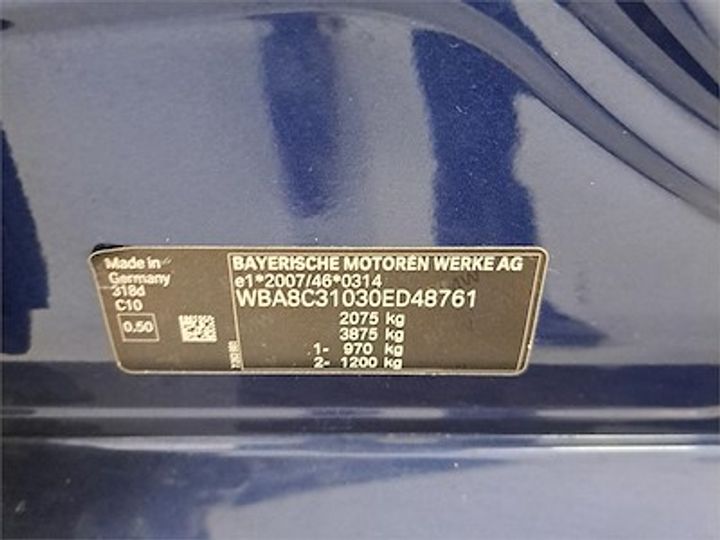 Made in
Germany
318d
C10
0,50
BAYERISCHE MOTOREN WERKE AG
e1*2007/46*0314
WBA8C31030ED48761
2075 kg
3875 kg
1- 970 kg
2- 1200 kg